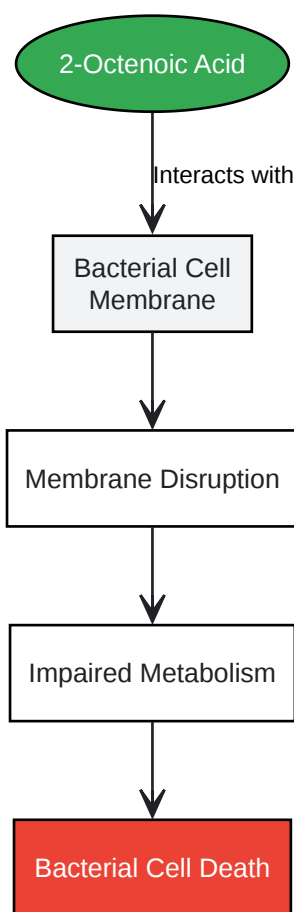 2-Octenoic Acid
Interacts with
Bacterial Cell
Membrane
Membrane Disruption
Impaired Metabolism
Bacterial Cell Death